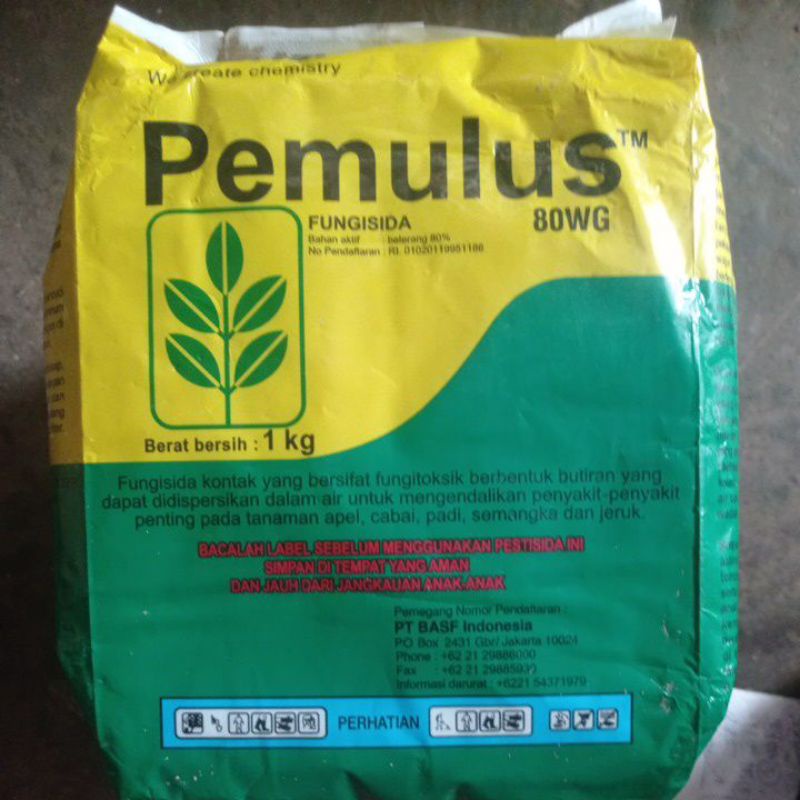 We create chemistry
Pemulus™
80WG
FUNGISIDA
Bahan aktif : belerang 80%
No Pendaftaran : RI. 01020119951188
Berat bersih : 1 kg
Fungisida kontak yang bersifat fungitoksik berbentuk butiran yang
dapat didispersikan dalam air untuk mengendalikan penyakit-penyakit
penting pada tanaman apel, cabai, padi, semangka dan jeruk.
BACALAH LABEL SEBELUM MENGGUNAKAN PESTISIDA INI
SIMPAN DI TEMPAT YANG AMAN
DAN JAUH DARI JANGKAUAN ANAK-ANAK
Pemegang Nomor Pendaftaran :
PT BASF Indonesia
PO Box 2431 Gbr/ Jakarta 10024
Phone : +62 21 29886000
Fax : +62 21 29885930
Informasi darurat : +6221 54371979
PERHATIAN